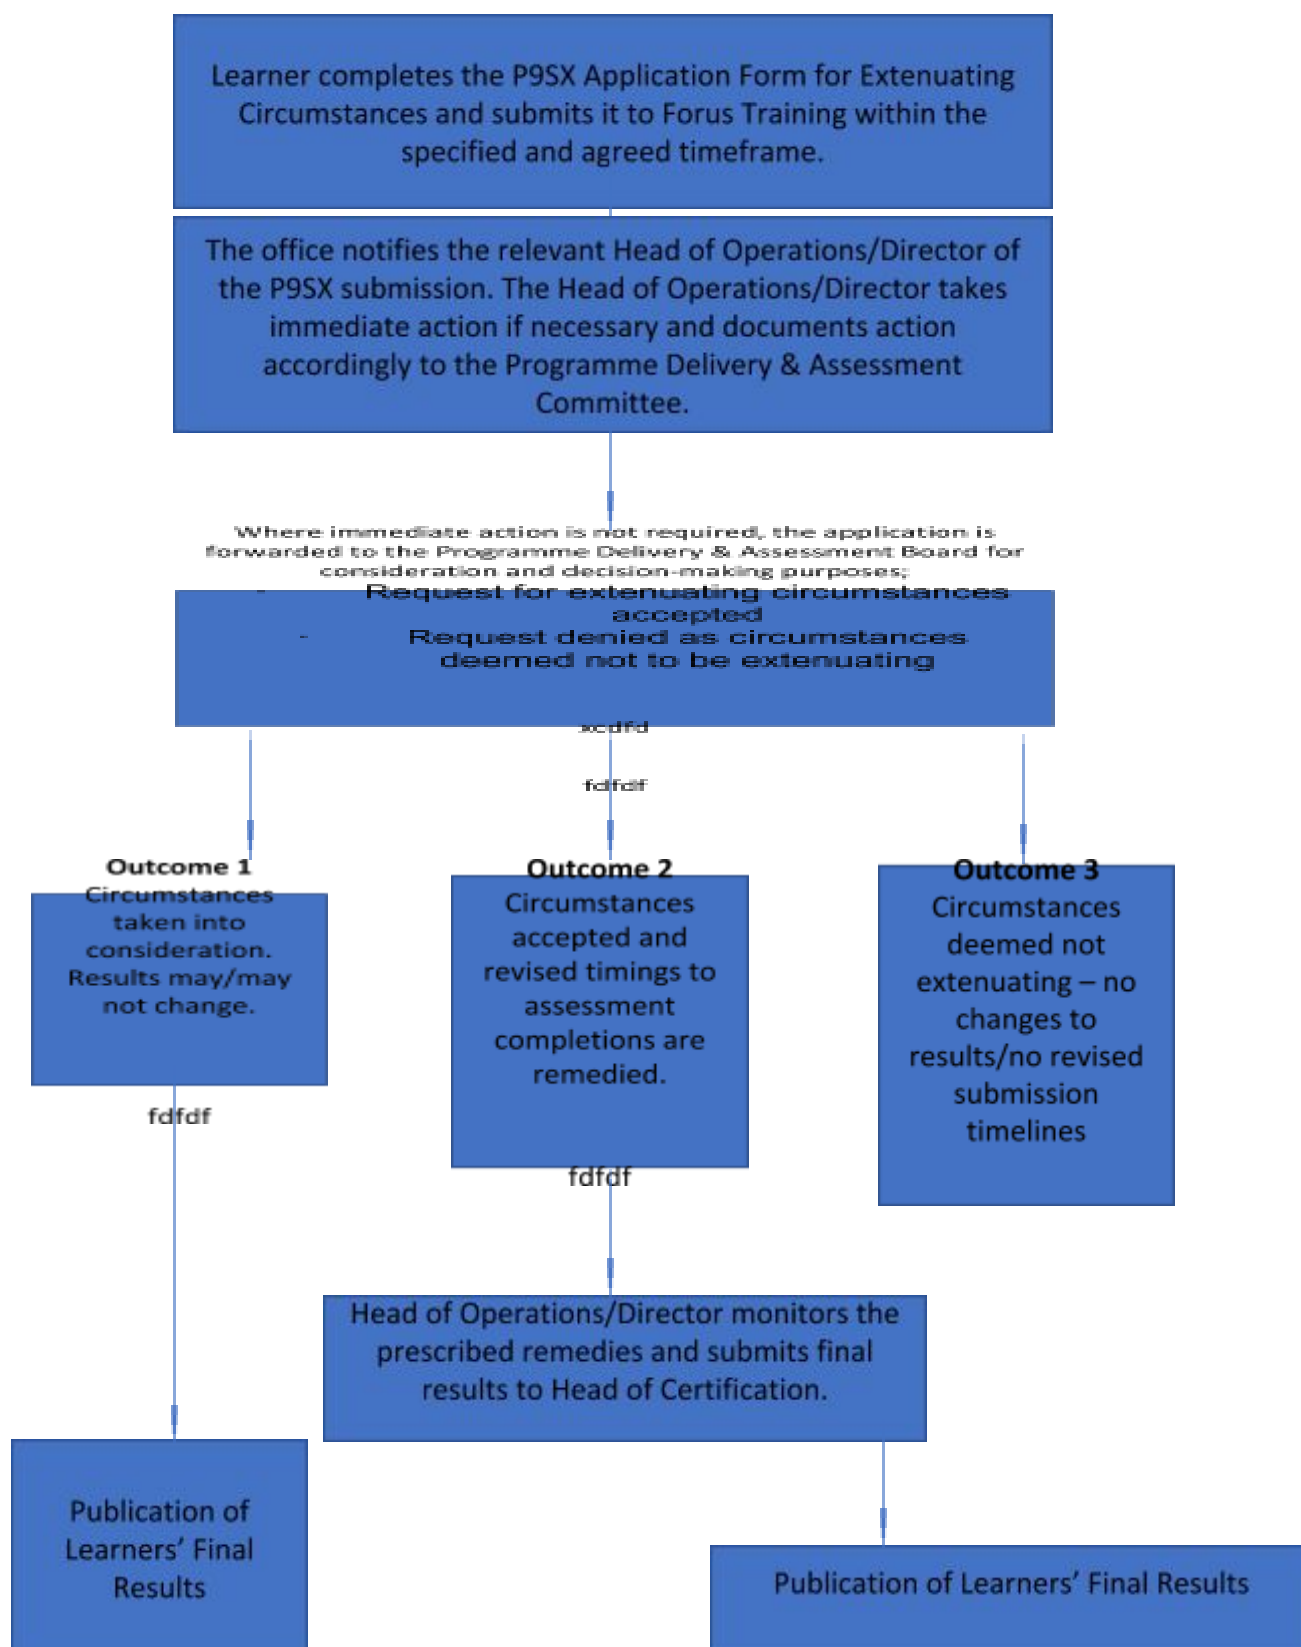 Learner completes the P9SX Application Form for Extenuating
Circumstances and submits it to Forus Training within the
specified and agreed timeframe.
The office notifies the relevant Head of Operations/Director of
the P9SX submission. The Head of Operations/Director takes
immediate action if necessary and documents action
accordingly to the Programme Delivery & Assessment
Committee.
Where immediate action is not required, the application is
forwarded to the Programme Delivery & Assessment Board for
consideration and decision-making purposes;
- Request for extenuating circumstances
accepted
- Request denied as circumstances
deemed not to be extenuating
xcdfd
fdfdf
Outcome 1
Circumstances
taken into
consideration.
Results may/may
not change.
fdfdf
Outcome 2
Circumstances
accepted and
revised timings to
assessment
completions are
remedied.
fdfdf
Outcome 3
Circumstances
deemed not
extenuating – no
changes to
results/no revised
submission
timelines
Head of Operations/Director monitors the
prescribed remedies and submits final
results to Head of Certification.
Publication of
Learners’ Final
Results
Publication of Learners’ Final Results